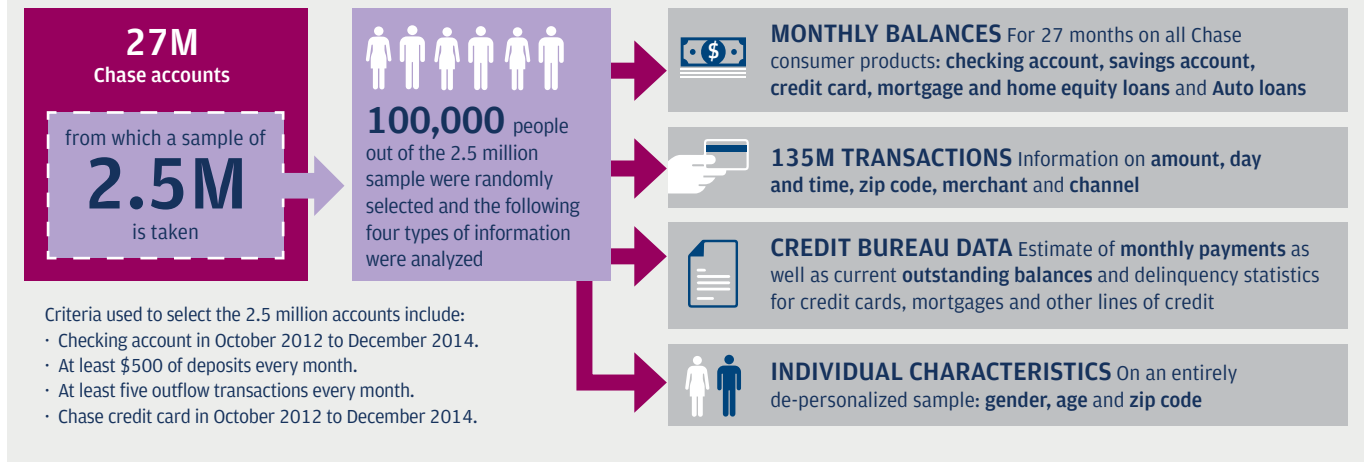 27M
Chase accounts
from which a sample of
2.5M
is taken
Criteria used to select the 2.5 million accounts include:
· Checking account in October 2012 to December 2014.
· At least $500 of deposits every month.
· At least five outflow transactions every month.
· Chase credit card in October 2012 to December 2014.
100,000 people
out of the 2.5 million
sample were randomly
selected and the following
four types of information
were analyzed
$
MONTHLY BALANCES For 27 months on all Chase
consumer products: checking account, savings account,
credit card, mortgage and home equity loans and Auto loans
135M TRANSACTIONS Information on amount, day
and time, zip code, merchant and channel
CREDIT BUREAU DATA Estimate of monthly payments as
well as current outstanding balances and delinquency statistics
for credit cards, mortgages and other lines of credit
INDIVIDUAL CHARACTERISTICS On an entirely
de-personalized sample: gender, age and zip code